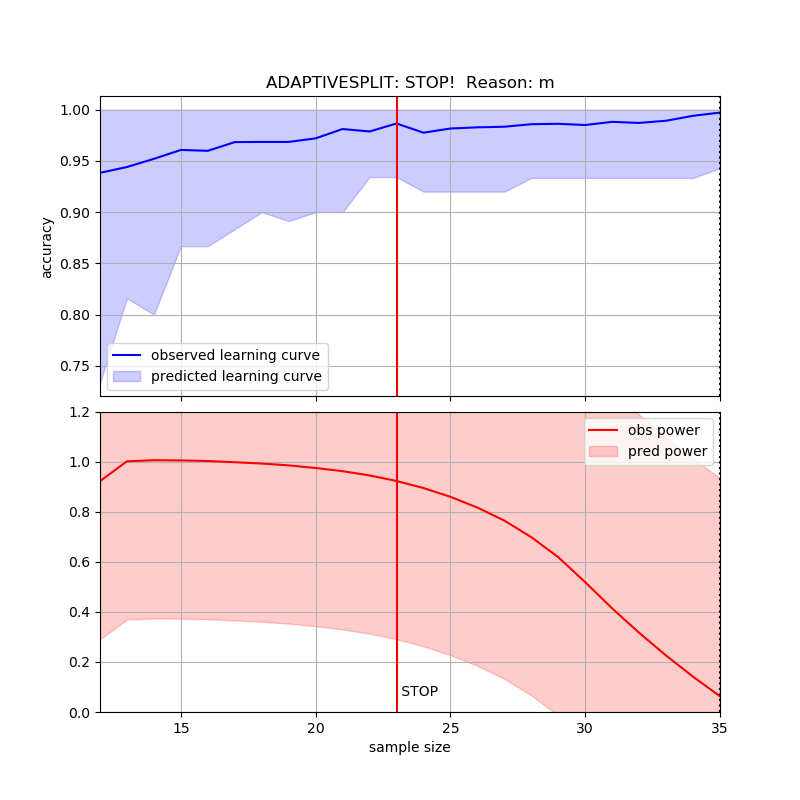 ADAPTIVESPLIT: STOP!  Reason: m
1.00
0.95
0.90
0.85
0.80
0.75
accuracy
observed learning curve
predicted learning curve
1.2
1.0
0.8
0.6
0.4
0.2
0.0
obs power
pred power
STOP
15
20
25
30
35
sample size